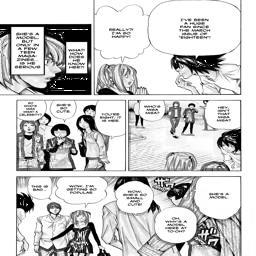 I'VE BEEN
A HUGE
FAN SINCE
THE MARCH
ISSUE OF
"EIGHTEEN"
REALLY?
I'M SO
HAPPY!
SHE'S A
MODEL,
BUT ONLY
IN A FEW
TEEN
MAGA
ZINES...
IS HE
SERIOUS
WHAT?
HOW
DOES HE
KNOW
HER?
HEY,
ISN'T
THAT
MISA
MISA?
WHO'S
MISA
MISA?
YOU'RE
RIGHT, IT
IS HER
SHE'S
CUTE
SHE'S A
MODEL
OH,
WHY'S A
MODEL
HERE AT
TO-OH?
WOW,
SHE'S SO
SMALL
AND
CUTE!
WOW, I'M
GETTING SO
POPULAR
THIS IS
BAD